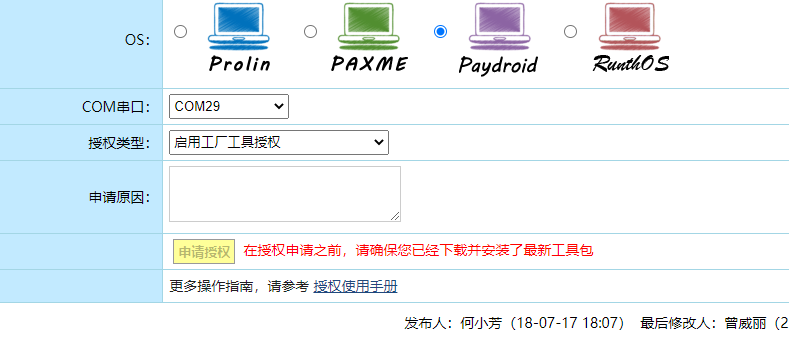 OS：
Prolin PAXME Paydroid RunthOS
COM串口： COM29
授权类型： 启用工厂工具授权
申请原因：
申请授权 在授权申请之前，请确保您已经下载并安装了最新工具包
更多操作指南，请参考 授权使用手册
发布人：何小芳（18-07-17 18:07） 最后修改人：曾威丽（2